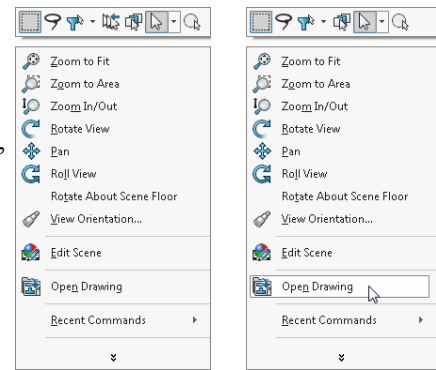 Zoom to Fit
Zoom to Area
Zoom In/Out
Rotate View
Pan
Roll View
Rotate About Scene Floor
View Orientation...
Edit Scene
Open Drawing
Recent Commands
Zoom to Fit
Zoom to Area
Zoom In/Out
Rotate View
Pan
Roll View
Rotate About Scene Floor
View Orientation...
Edit Scene
Open Drawing
Recent Commands